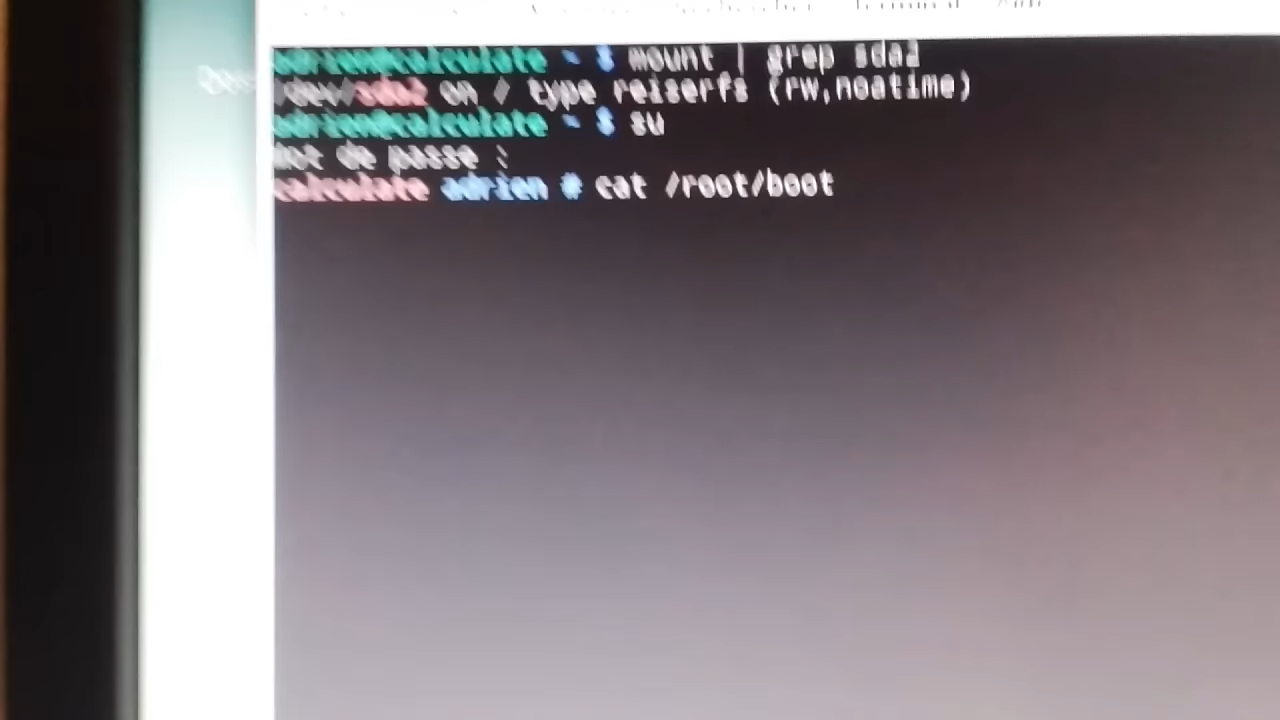 Terminal
adrien@calculate ~ $ mount | grep sda2
/dev/sda2 on / type reiserfs (rw,noatime)
adrien@calculate ~ $ su
Mot de passe :
calculate adrien # cat /root/boot